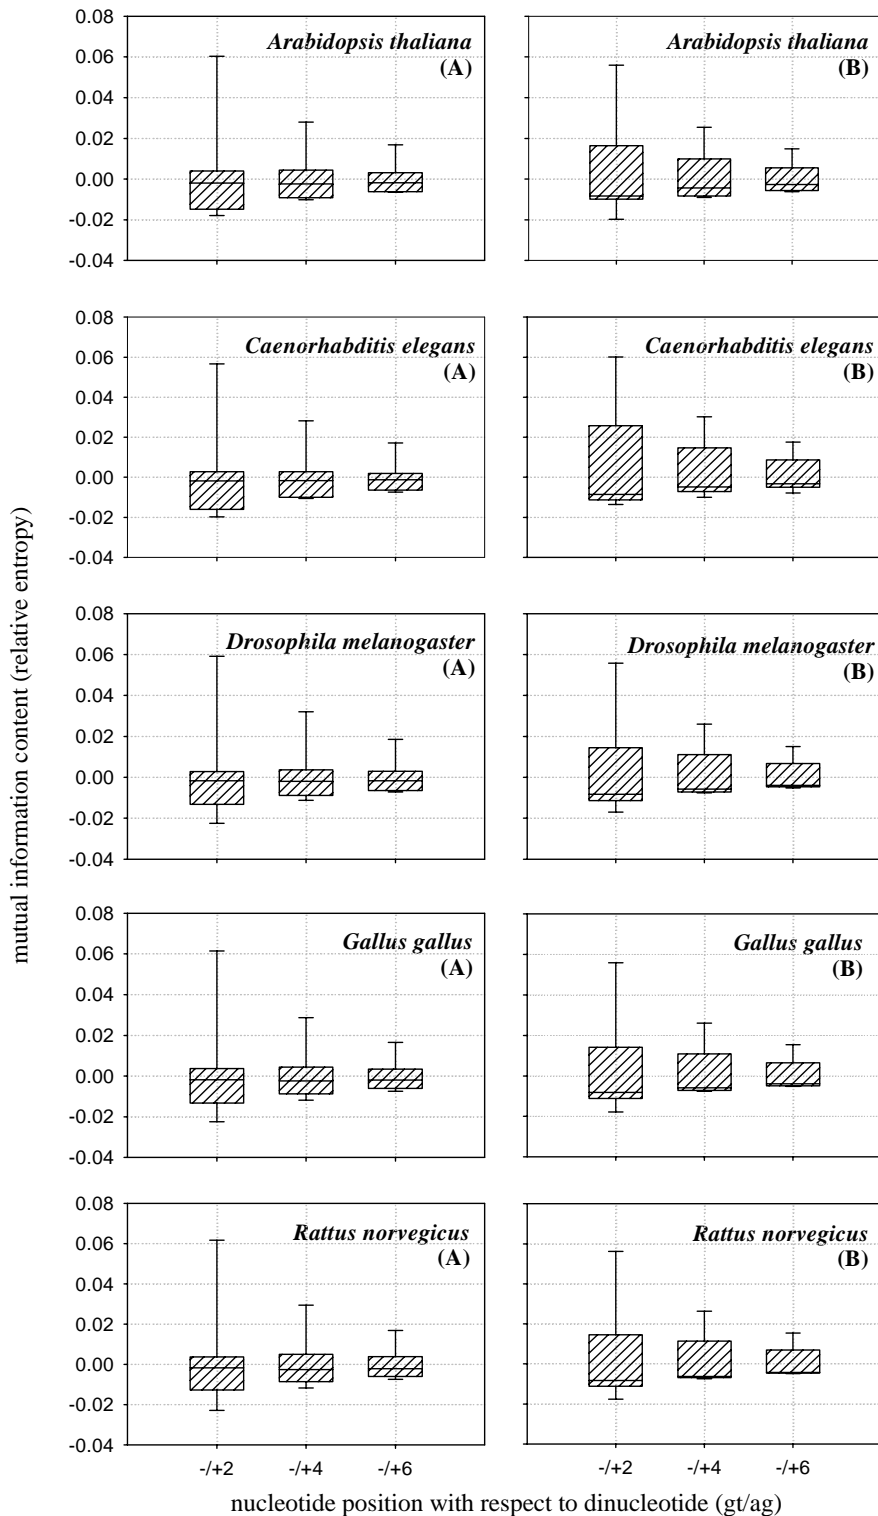 mutual information content (relative entropy)
0.08
0.06
0.04
0.02
0.00
-0.02
-0.04
Arabidopsis thaliana
(A)
Arabidopsis thaliana
(B)
0.08
0.06
0.04
0.02
0.00
-0.02
-0.04
Caenorhabditis elegans
(A)
Caenorhabditis elegans
(B)
0.08
0.06
0.04
0.02
0.00
-0.02
-0.04
Drosophila melanogaster
(A)
Drosophila melanogaster
(B)
0.08
0.06
0.04
0.02
0.00
-0.02
-0.04
Gallus gallus
(A)
Gallus gallus
(B)
0.08
0.06
0.04
0.02
0.00
-0.02
-0.04
Rattus norvegicus
(A)
Rattus norvegicus
(B)
-/+2 -/+4 -/+6
-/+2 -/+4 -/+6
nucleotide position with respect to dinucleotide (gt/ag)